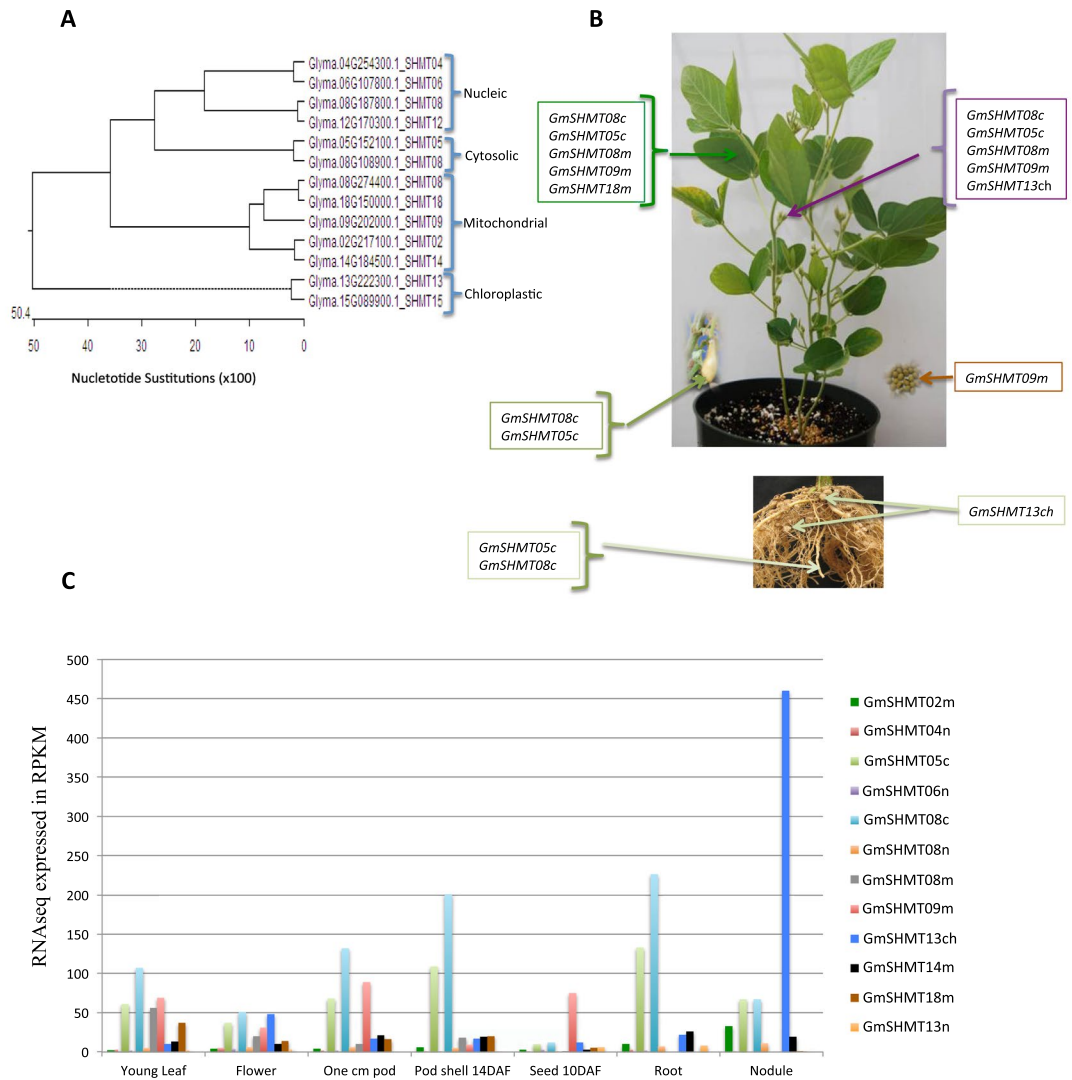 A
Glyma.04G254300.1_SHMT04
Glyma.06G107800.1_SHMT06
Glyma.08G187800.1_SHMT08
Glyma.12G170300.1_SHMT12
Glyma.05G152100.1_SHMT05
Glyma.08G108900.1_SHMT08
Glyma.08G274400.1_SHMT08
Glyma.18G150000.1_SHMT18
Glyma.09G202000.1_SHMT09
Glyma.02G217100.1_SHMT02
Glyma.14G184500.1_SHMT14
Glyma.13G222300.1_SHMT13
Glyma.15G089900.1_SHMT15
Nucleic
Cytosolic
Mitochondrial
Chloroplastic
50.4
50 40 30 20 10 0
Nucletotide Sustitutions (x100)
B
GmSHMT08c
GmSHMT05c
GmSHMT08m
GmSHMT09m
GmSHMT18m
GmSHMT08c
GmSHMT05c
GmSHMT08m
GmSHMT09m
GmSHMT13ch
GmSHMT09m
GmSHMT08c
GmSHMT05c
GmSHMT13ch
GmSHMT05c
GmSHMT08c
C
RNAseq expressed in RPKM
500
450
400
350
300
250
200
150
100
50
0
Young Leaf Flower One cm pod Pod shell 14DAF Seed 10DAF Root Nodule
GmSHMT02m
GmSHMT04n
GmSHMT05c
GmSHMT06n
GmSHMT08c
GmSHMT08n
GmSHMT08m
GmSHMT09m
GmSHMT13ch
GmSHMT14m
GmSHMT18m
GmSHMT13n